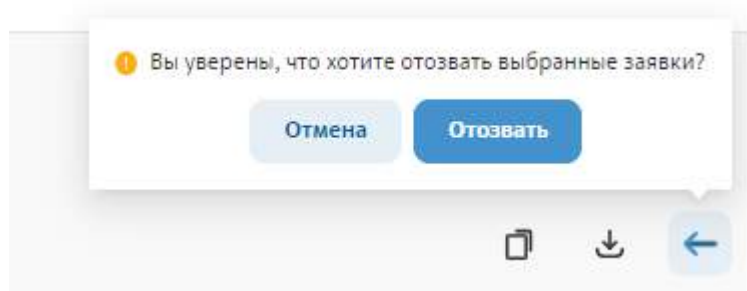 Вы уверены, что хотите отозвать выбранные заявки?
Отмена Отозвать